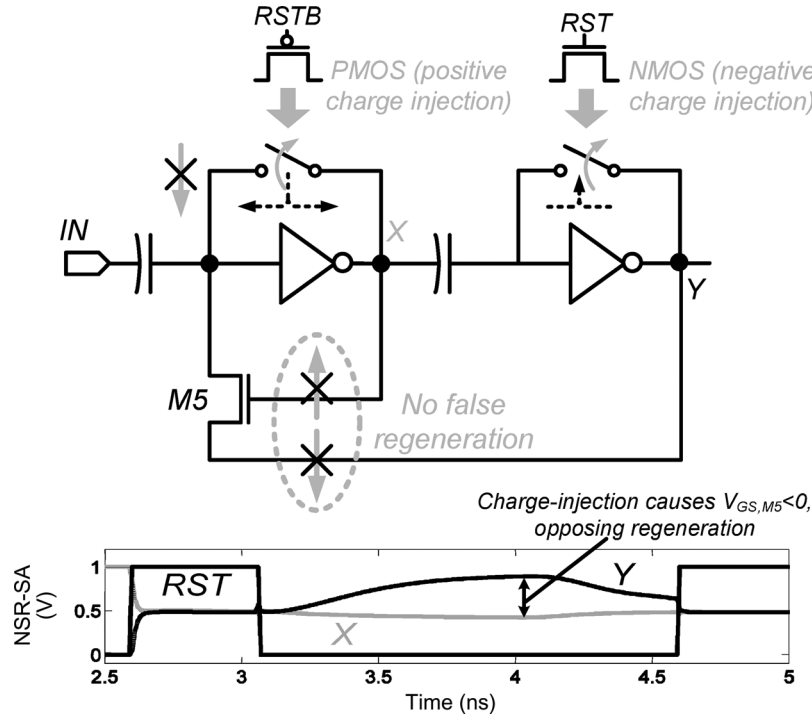 RSTB
RST
PMOS (positive
charge injection)
NMOS (negative
charge injection)
IN
X
Y
M5
No false
regeneration
Charge-injection causes VGS,M5<0,
opposing regeneration
NSR-SA
(V)
1
0.5
0
RST
X
Y
2.5 3 3.5 4 4.5 5
Time (ns)